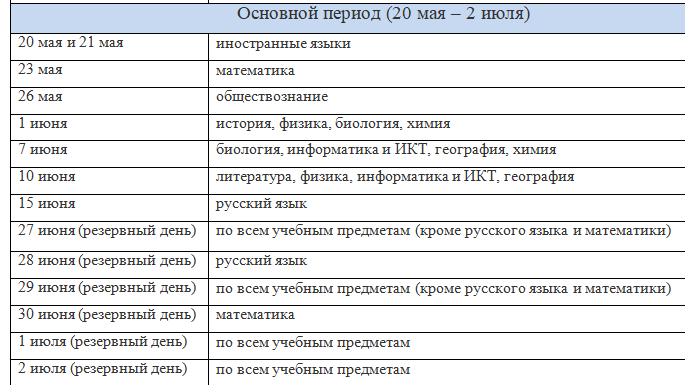 Основной период (20 мая – 2 июля)
20 мая и 21 мая иностранные языки
23 мая математика
26 мая обществознание
1 июня история, физика, биология, химия
7 июня биология, информатика и ИКТ, география, химия
10 июня литература, физика, информатика и ИКТ, география
15 июня русский язык
27 июня (резервный день) по всем учебным предметам (кроме русского языка и математики)
28 июня (резервный день) русский язык
29 июня (резервный день) по всем учебным предметам (кроме русского языка и математики)
30 июня (резервный день) математика
1 июля (резервный день) по всем учебным предметам
2 июля (резервный день) по всем учебным предметам